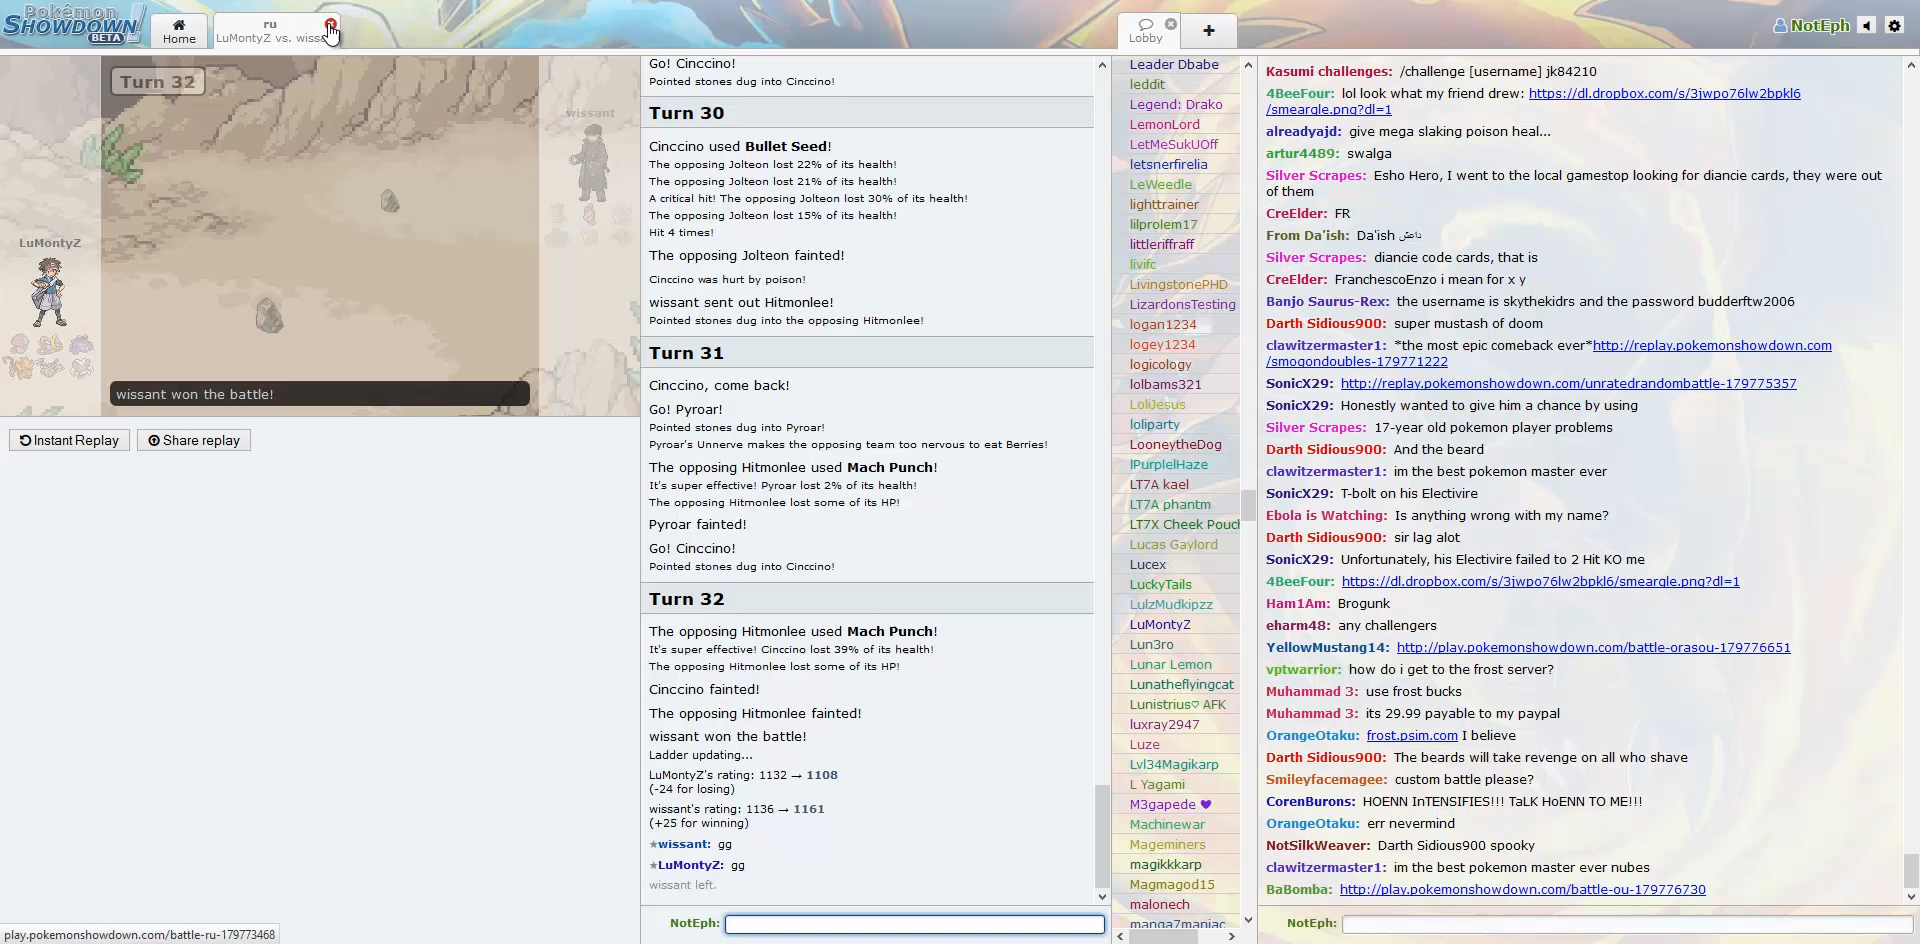 Pokémon
SHOWDOWN!
BETA
Home
ru
LuMontyZ vs. wiss
Lobby
+
NotEph
Turn 32
wissant
LuMontyZ
wissant won the battle!
Instant Replay
Share replay
play.pokemonshowdown.com/battle-ru-179773468
Go! Cinccino!
Pointed stones dug into Cinccino!
Turn 30
Cinccino used Bullet Seed!
The opposing Jolteon lost 22% of its health!
The opposing Jolteon lost 21% of its health!
A critical hit! The opposing Jolteon lost 30% of its health!
The opposing Jolteon lost 15% of its health!
Hit 4 times!
The opposing Jolteon fainted!
Cinccino was hurt by poison!
wissant sent out Hitmonlee!
Pointed stones dug into the opposing Hitmonlee!
Turn 31
Cinccino, come back!
Go! Pyroar!
Pointed stones dug into Pyroar!
Pyroar's Unnerve makes the opposing team too nervous to eat Berries!
The opposing Hitmonlee used Mach Punch!
It's super effective! Pyroar lost 2% of its health!
The opposing Hitmonlee lost some of its HP!
Pyroar fainted!
Go! Cinccino!
Pointed stones dug into Cinccino!
Turn 32
The opposing Hitmonlee used Mach Punch!
It's super effective! Cinccino lost 39% of its health!
The opposing Hitmonlee lost some of its HP!
Cinccino fainted!
The opposing Hitmonlee fainted!
wissant won the battle!
Ladder updating...
LuMontyZ's rating: 1132 → 1108
(-24 for losing)
wissant's rating: 1136 → 1161
(+25 for winning)
★wissant: gg
★LuMontyZ: gg
wissant left.
NotEph:
Leader Dbabe
leddit
Legend: Drako
LemonLord
LetMeSukUOff
letsnerfirelia
LeWeedle
lighttrainer
lilprolem17
littleriffraff
livifc
LivingstonePHD
LizardonsTesting
logan1234
logey1234
logicology
lolbams321
LoliJesus
loliparty
LooneytheDog
lPurplelHaze
LT7A kael
LT7A phantm
LT7X Cheek Pouch
Lucas Gaylord
Lucex
LuckyTails
LulzMudkipzz
LuMontyZ
Lun3ro
Lunar Lemon
Lunatheflyingcat
Lunistrius♡ AFK
luxray2947
Luze
Lvl34Magikarp
L Yagami
M3gapede ♥
Machinewar
Mageminers
magikkkarp
Magmagod15
malonech
manga7maniac
Kasumi challenges: /challenge [username] jk84210
4BeeFour: lol look what my friend drew: https://dl.dropbox.com/s/3jwpo76lw2bpkl6
/smeargle.png?dl=1
alreadyajd: give mega slaking poison heal...
artur4489: swalga
Silver Scrapes: Esho Hero, I went to the local gamestop looking for diancie cards, they were out
of them
CreElder: FR
From Da'ish: Da'ish داعش
Silver Scrapes: diancie code cards, that is
CreElder: FranchescoEnzo i mean for x y
Banjo Saurus-Rex: the username is skythekidrs and the password budderftw2006
Darth Sidious900: super mustash of doom
clawitzermaster1: *the most epic comeback ever*http://replay.pokemonshowdown.com
/smogondoubles-179771222
SonicX29: http://replay.pokemonshowdown.com/unratedrandombattle-179775357
SonicX29: Honestly wanted to give him a chance by using
Silver Scrapes: 17-year old pokemon player problems
Darth Sidious900: And the beard
clawitzermaster1: im the best pokemon master ever
SonicX29: T-bolt on his Electivire
Ebola is Watching: Is anything wrong with my name?
Darth Sidious900: sir lag alot
SonicX29: Unfortunately, his Electivire failed to 2 Hit KO me
4BeeFour: https://dl.dropbox.com/s/3jwpo76lw2bpkl6/smeargle.png?dl=1
Ham1Am: Brogunk
eharm48: any challengers
YellowMustang14: http://play.pokemonshowdown.com/battle-orasou-179776651
vptwarrior: how do i get to the frost server?
Muhammad 3: use frost bucks
Muhammad 3: its 29.99 payable to my paypal
OrangeOtaku: frost.psim.com I believe
Darth Sidious900: The beards will take revenge on all who shave
Smileyfacemagee: custom battle please?
CorenBurons: HOENN InTENSIFIES!!! TaLK HoENN TO ME!!!
OrangeOtaku: err nevermind
NotSilkWeaver: Darth Sidious900 spooky
clawitzermaster1: im the best pokemon master ever nubes
BaBomba: http://play.pokemonshowdown.com/battle-ou-179776730
NotEph: